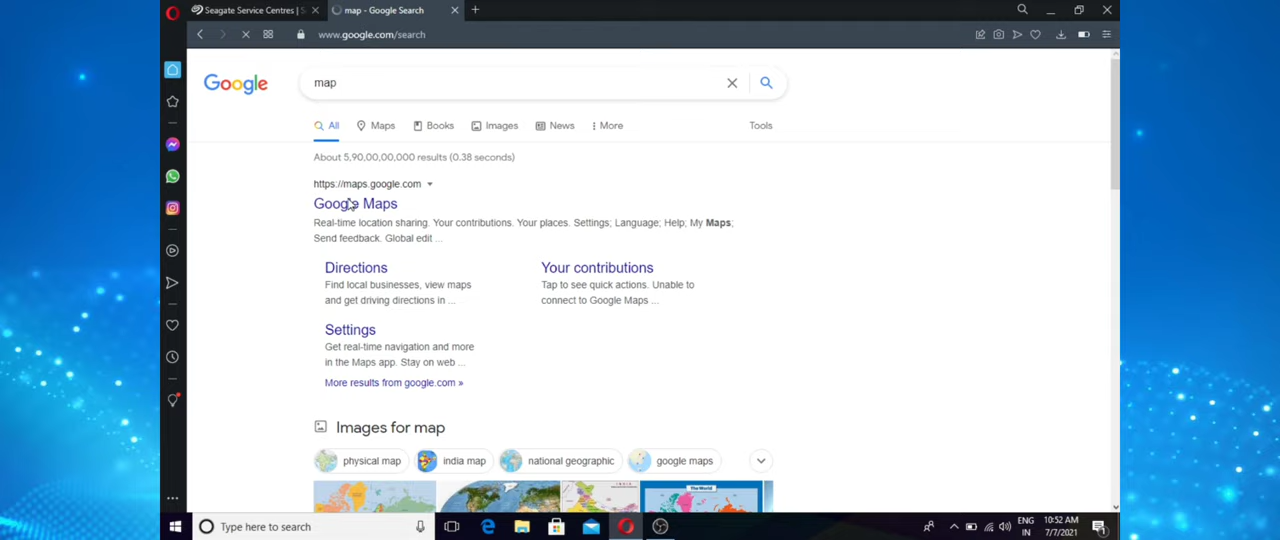 Seagate Service Centres | S
map - Google Search
www.google.com/search
Google
map
All Maps Books Images News More Tools
About 5,90,00,00,000 results (0.38 seconds)
https://maps.google.com
Google Maps
Real-time location sharing. Your contributions. Your places. Settings; Language; Help; My Maps;
Send feedback. Global edit ...
Directions
Find local businesses, view maps
and get driving directions in ...
Your contributions
Tap to see quick actions. Unable to
connect to Google Maps ...
Settings
Get real-time navigation and more
in the Maps app. Stay on web ...
More results from google.com »
Images for map
physical map
india map
national geographic
google maps
The World
Type here to search
ENG
IN
10:52 AM
7/7/2021
1